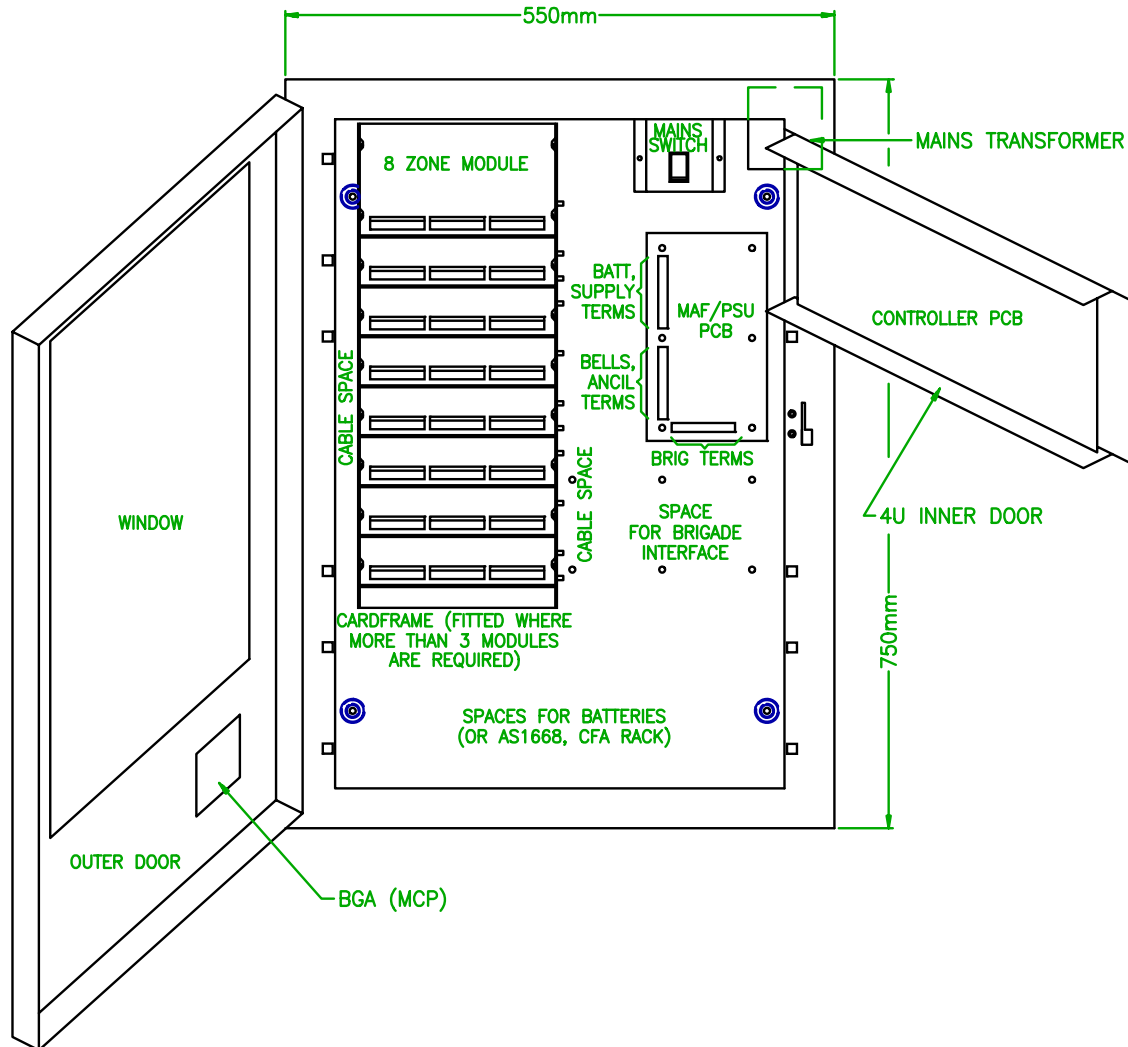 550mm
MAINS
SWITCH
MAINS TRANSFORMER
8 ZONE MODULE
BATT,
SUPPLY
TERMS
MAF/PSU
PCB
CONTROLLER PCB
BELLS,
ANCIL
TERMS
CABLE SPACE
BRIG TERMS
CABLE SPACE
WINDOW
SPACE
FOR BRIGADE
INTERFACE
4U INNER DOOR
750mm
CARDFRAME (FITTED WHERE
MORE THAN 3 MODULES
ARE REQUIRED)
SPACES FOR BATTERIES
(OR AS1668, CFA RACK)
OUTER DOOR
BGA (MCP)